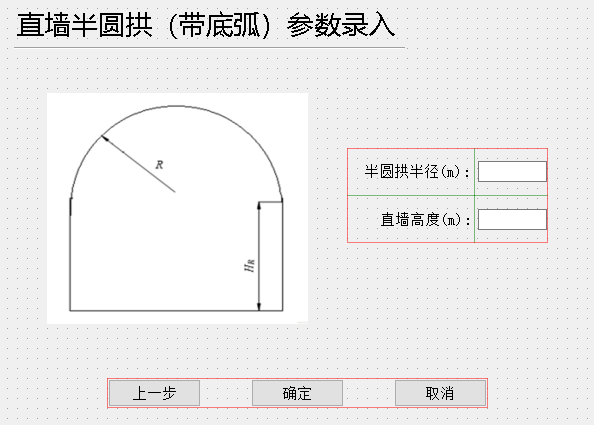 直墙半圆拱（带底弧）参数录入
R
半圆拱半径(m)：
H_R
直墙高度(m)：
上一步 确定 取消